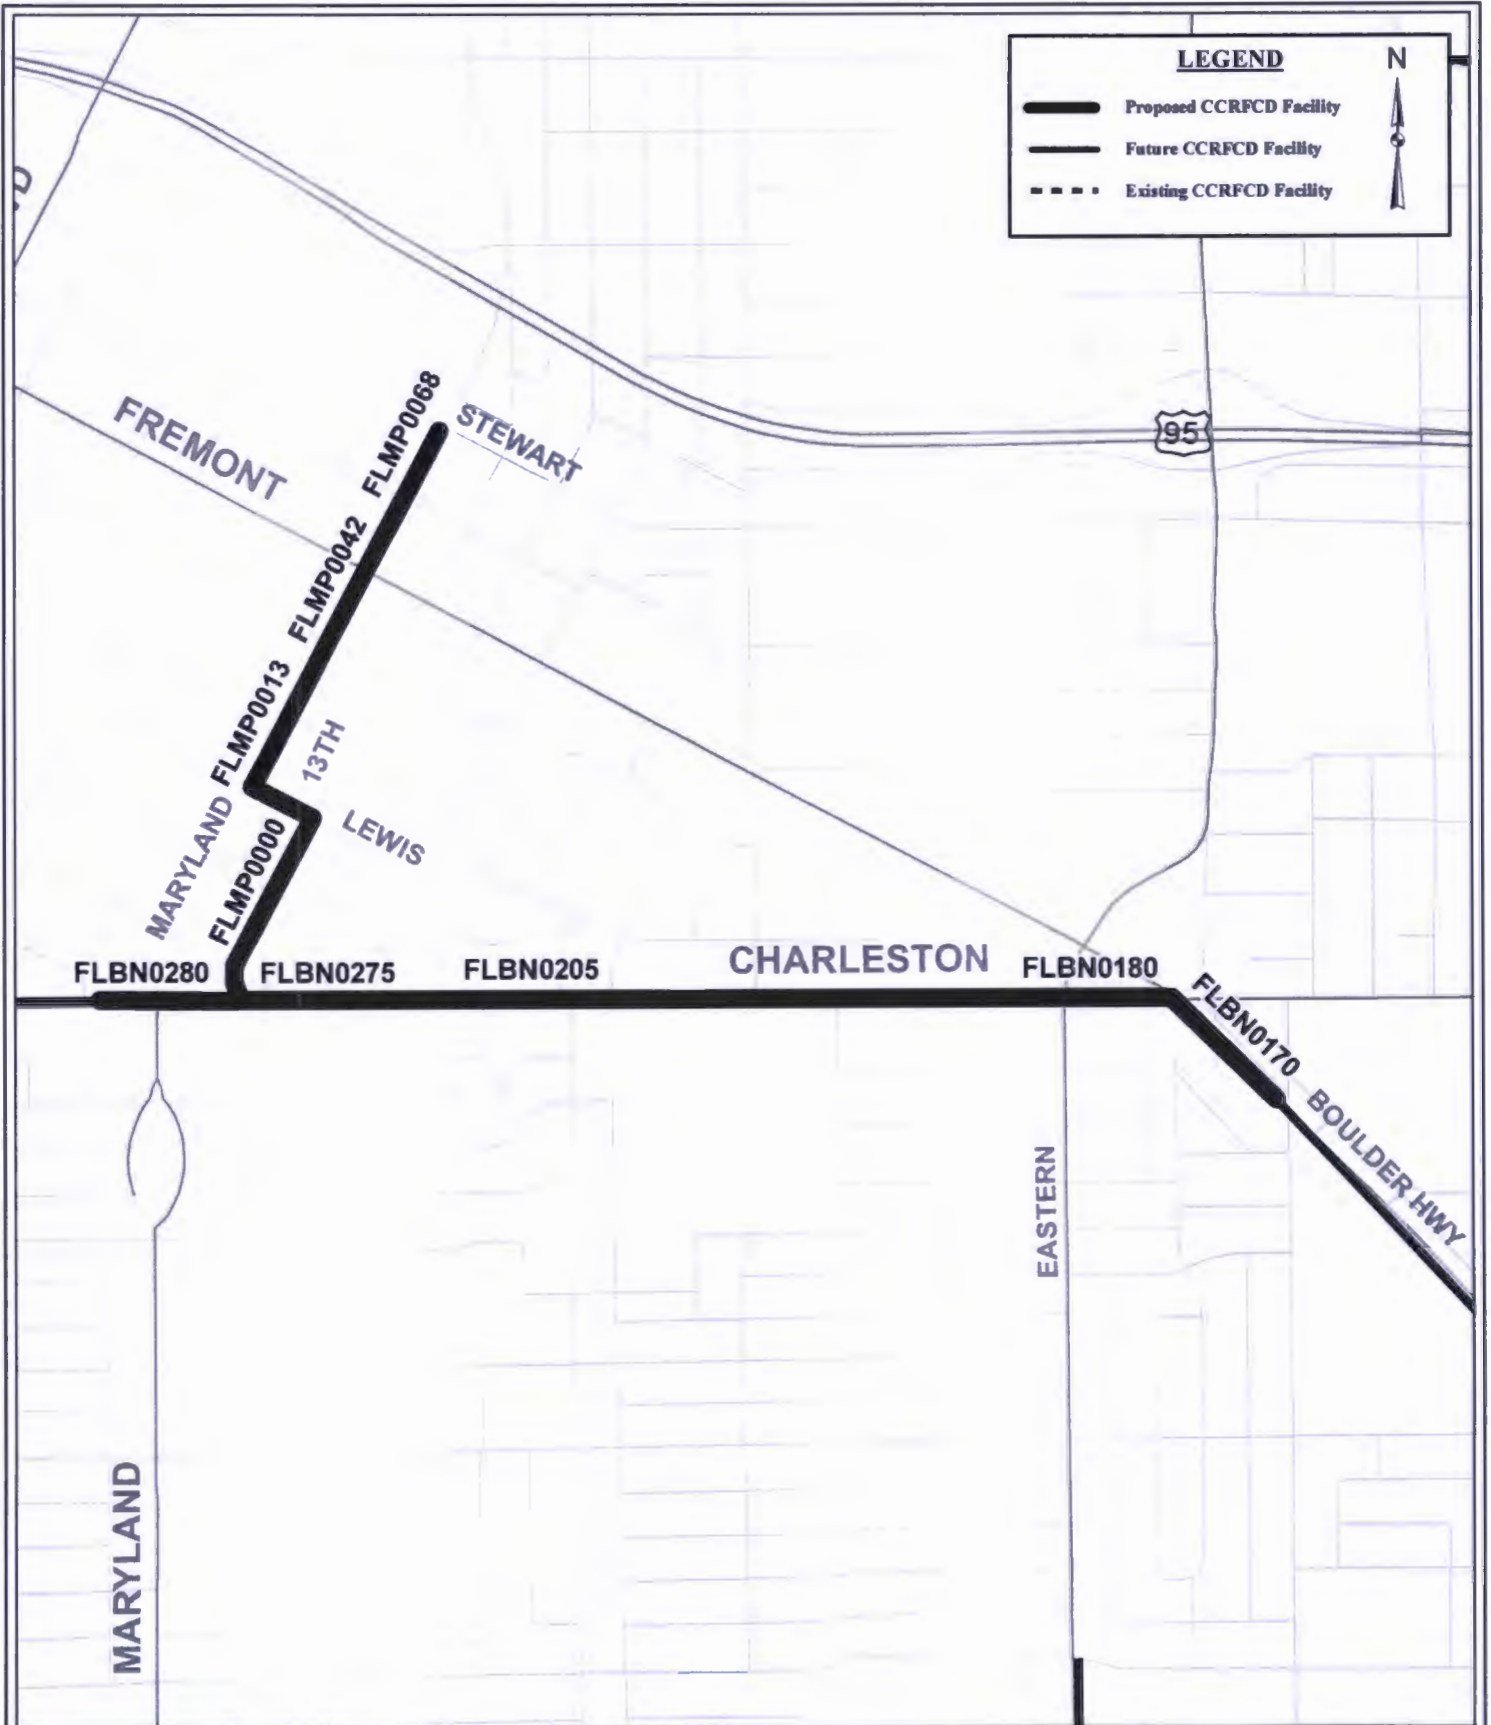 LEGEND
N
Proposed CCRFCD Facility
Future CCRFCD Facility
Existing CCRFCD Facility
95
FREMONT
FLMP0068
STEWART
FLMP0042
FLMP0013
13TH
MARYLAND
FLMP0000
LEWIS
FLBN0280
FLBN0275
FLBN0205
CHARLESTON
FLBN0180
FLBN0170
BOULDER HWY
EASTERN
MARYLAND